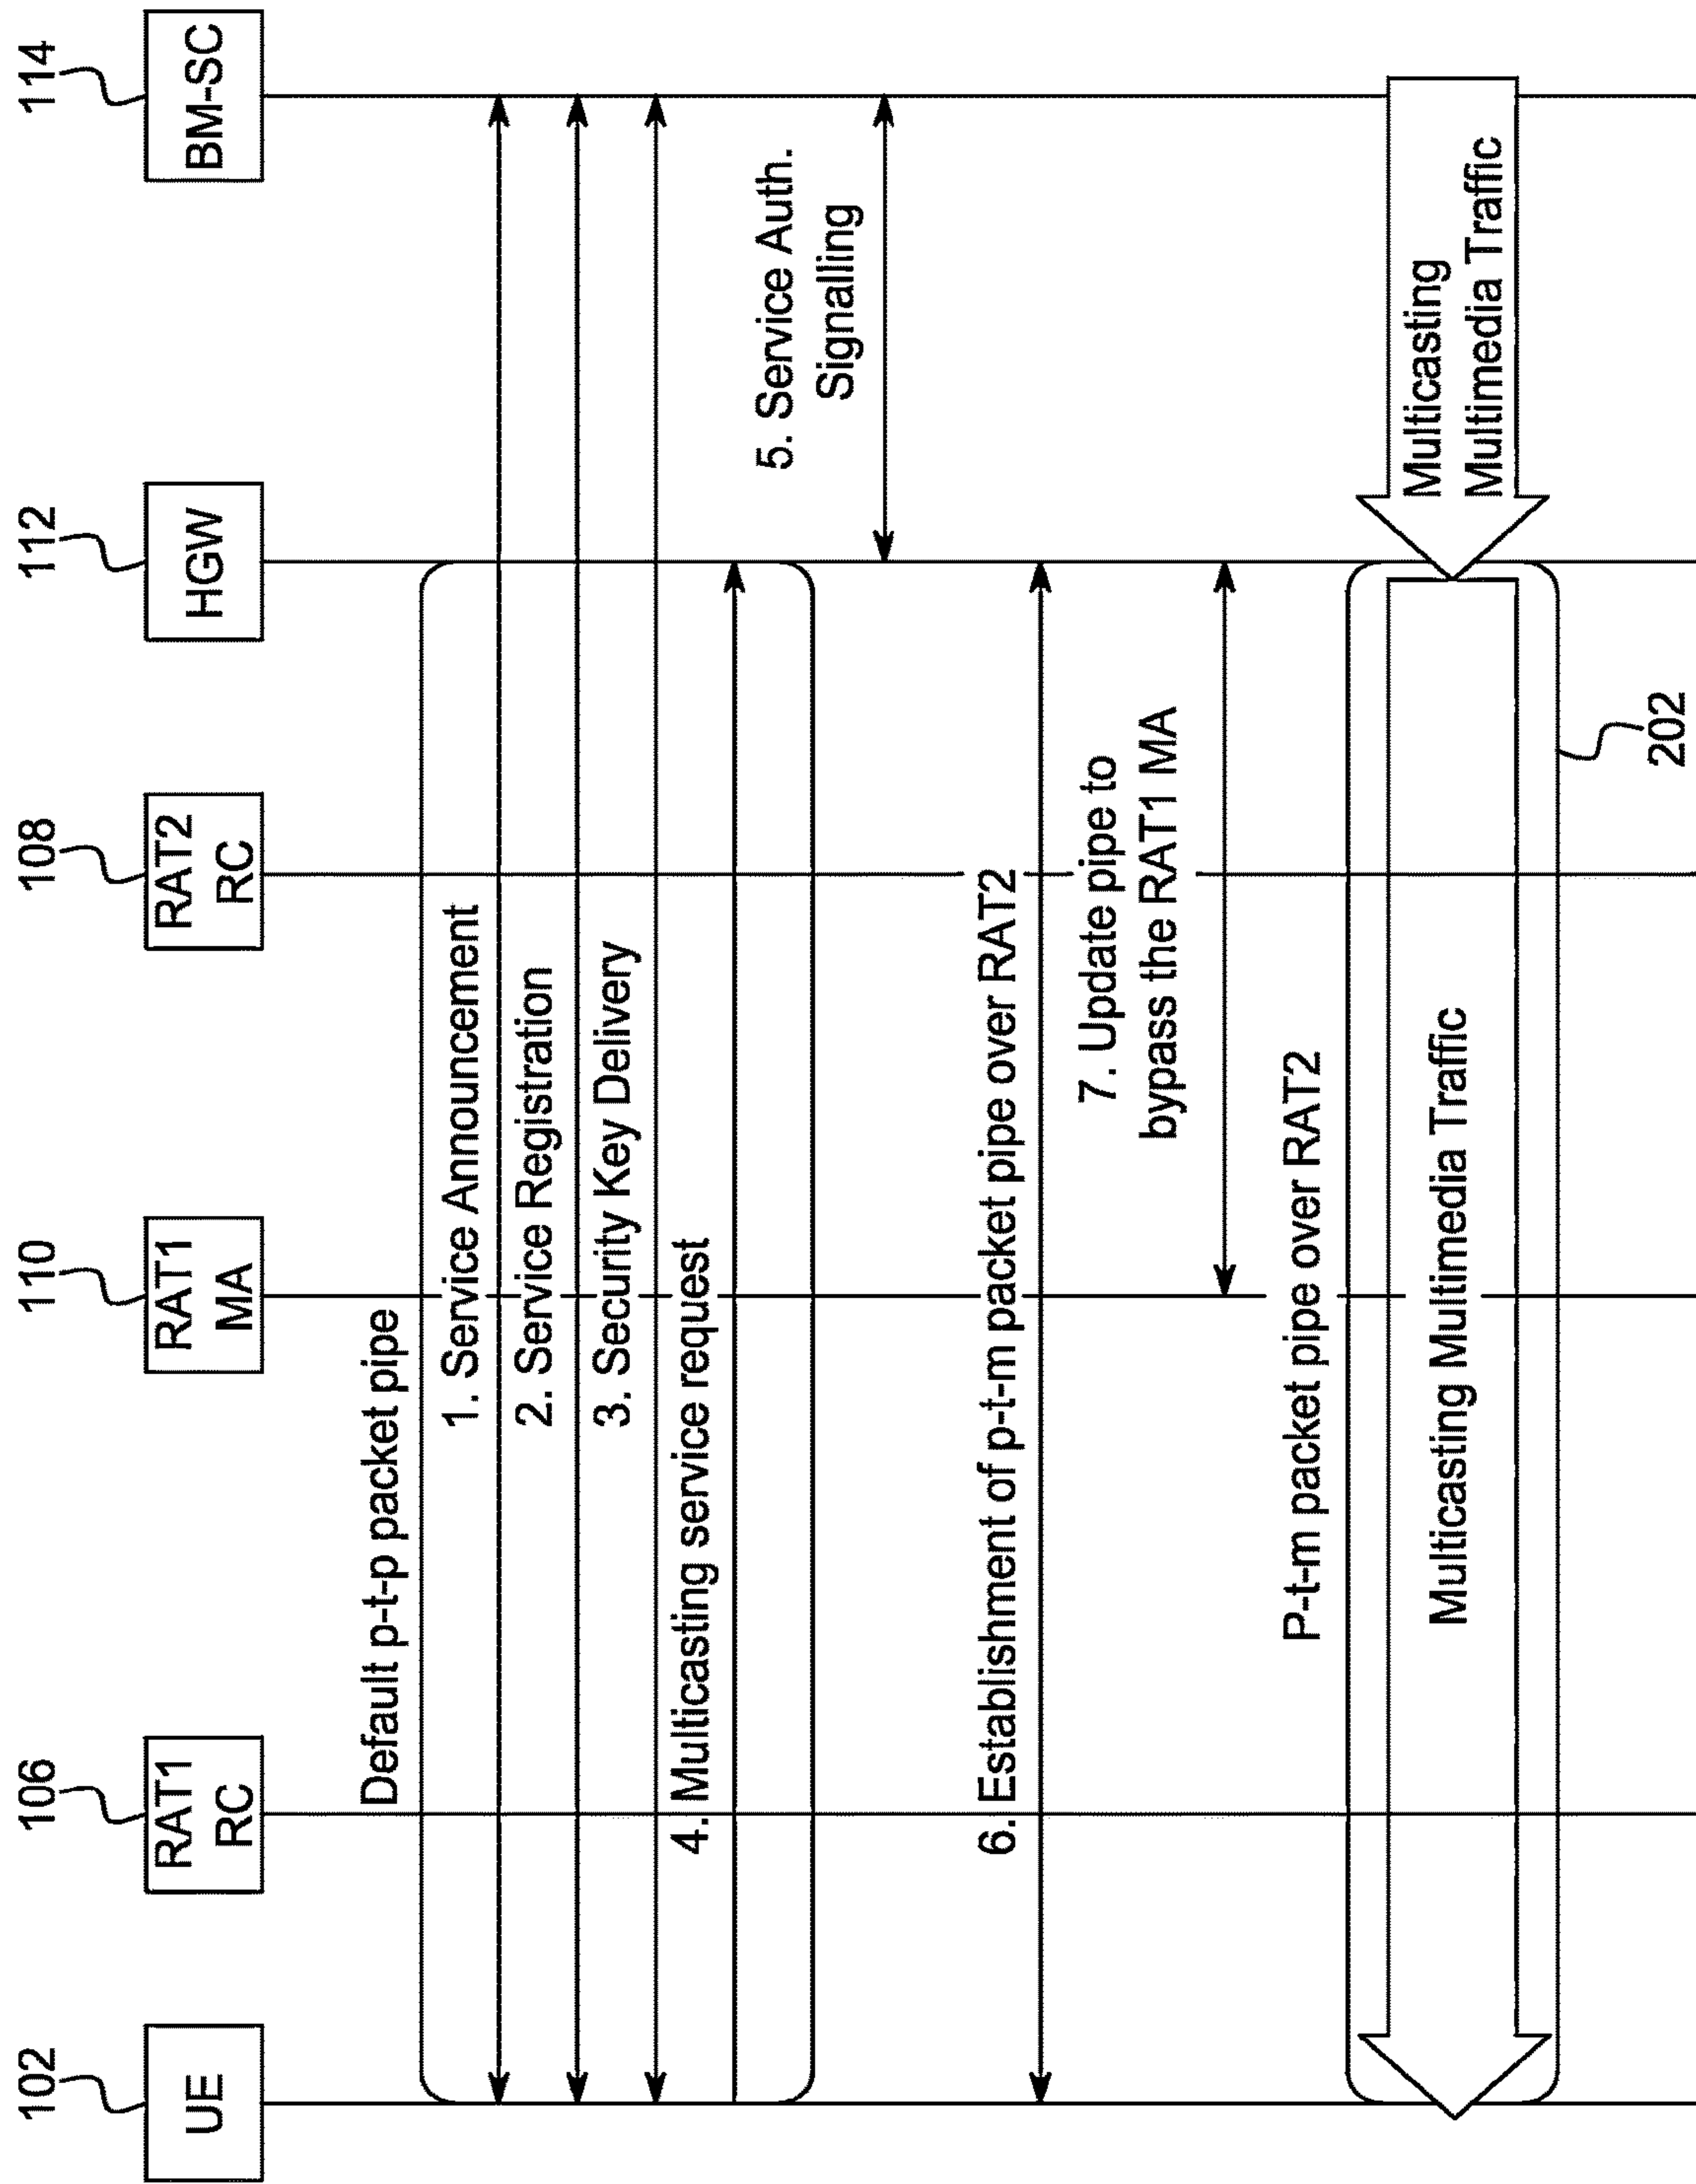 102
106
110
108
112
114
UE
RAT1
RC
RAT1
MA
RAT2
RC
HGW
BM-SC
Default p-t-p packet pipe
1. Service Announcement
2. Service Registration
3. Security Key Delivery
4. Multicasting service request
5. Service Auth.
Signalling
6. Establishment of p-t-m packet pipe over RAT2
7. Update pipe to
bypass the RAT1 MA
P-t-m packet pipe over RAT2
Multicasting Multimedia Traffic
Multicasting
Multimedia Traffic
202